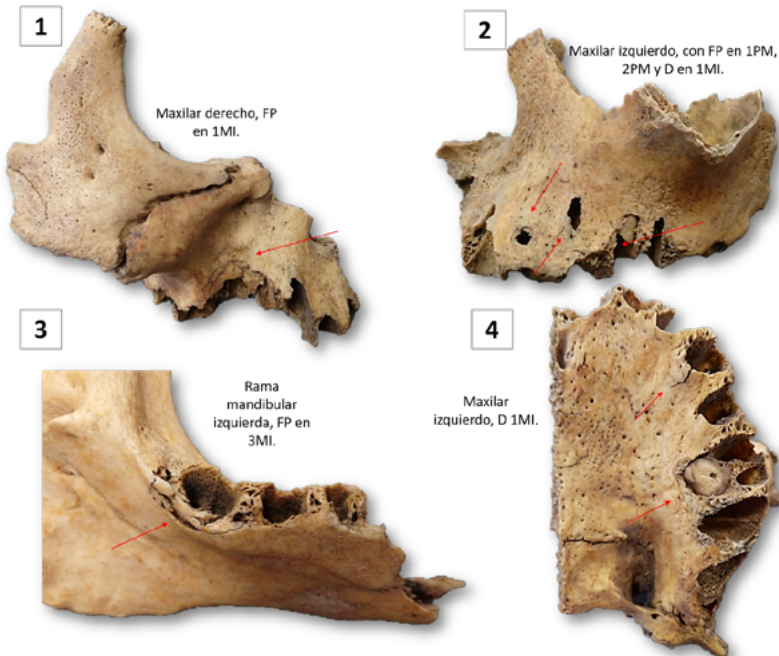 1
Maxilar derecho, FP
en 1MI.
2
Maxilar izquierdo, con FP en 1PM,
2PM y D en 1MI.
3
Rama
mandibular
izquierda, FP en
3MI.
4
Maxilar
izquierdo, D 1MI.